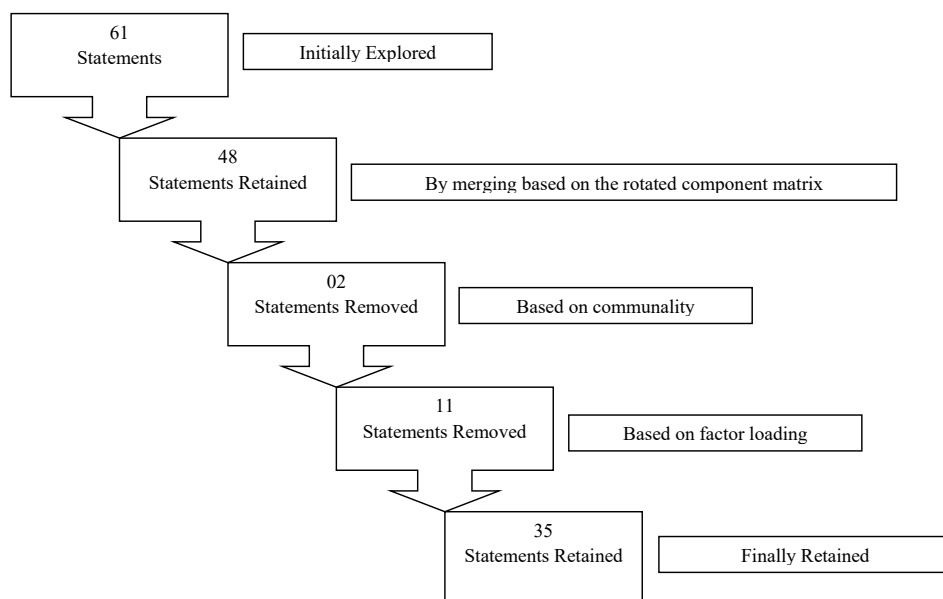 61
Statements
Initially Explored
48
Statements Retained
By merging based on the rotated component matrix
02
Statements Removed
Based on communality
11
Statements Removed
Based on factor loading
35
Statements Retained
Finally Retained